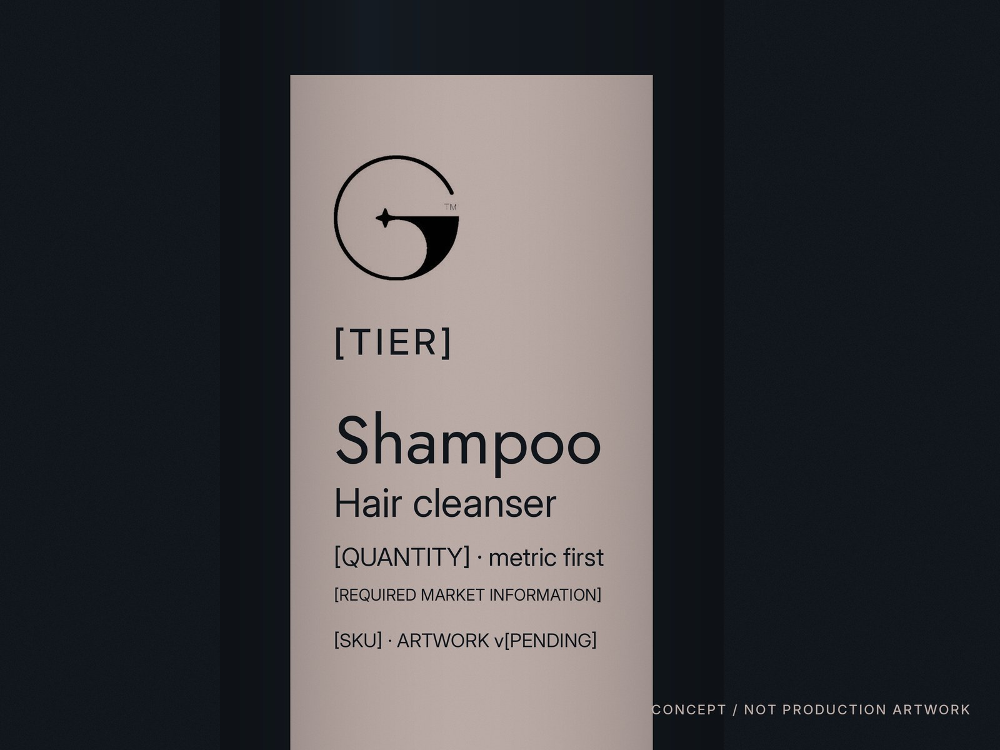 TM
[TIER]
Shampoo
Hair cleanser
[QUANTITY] · metric first
[REQUIRED MARKET INFORMATION]
[SKU] · ARTWORK v[PENDING]
CONCEPT / NOT PRODUCTION ARTWORK